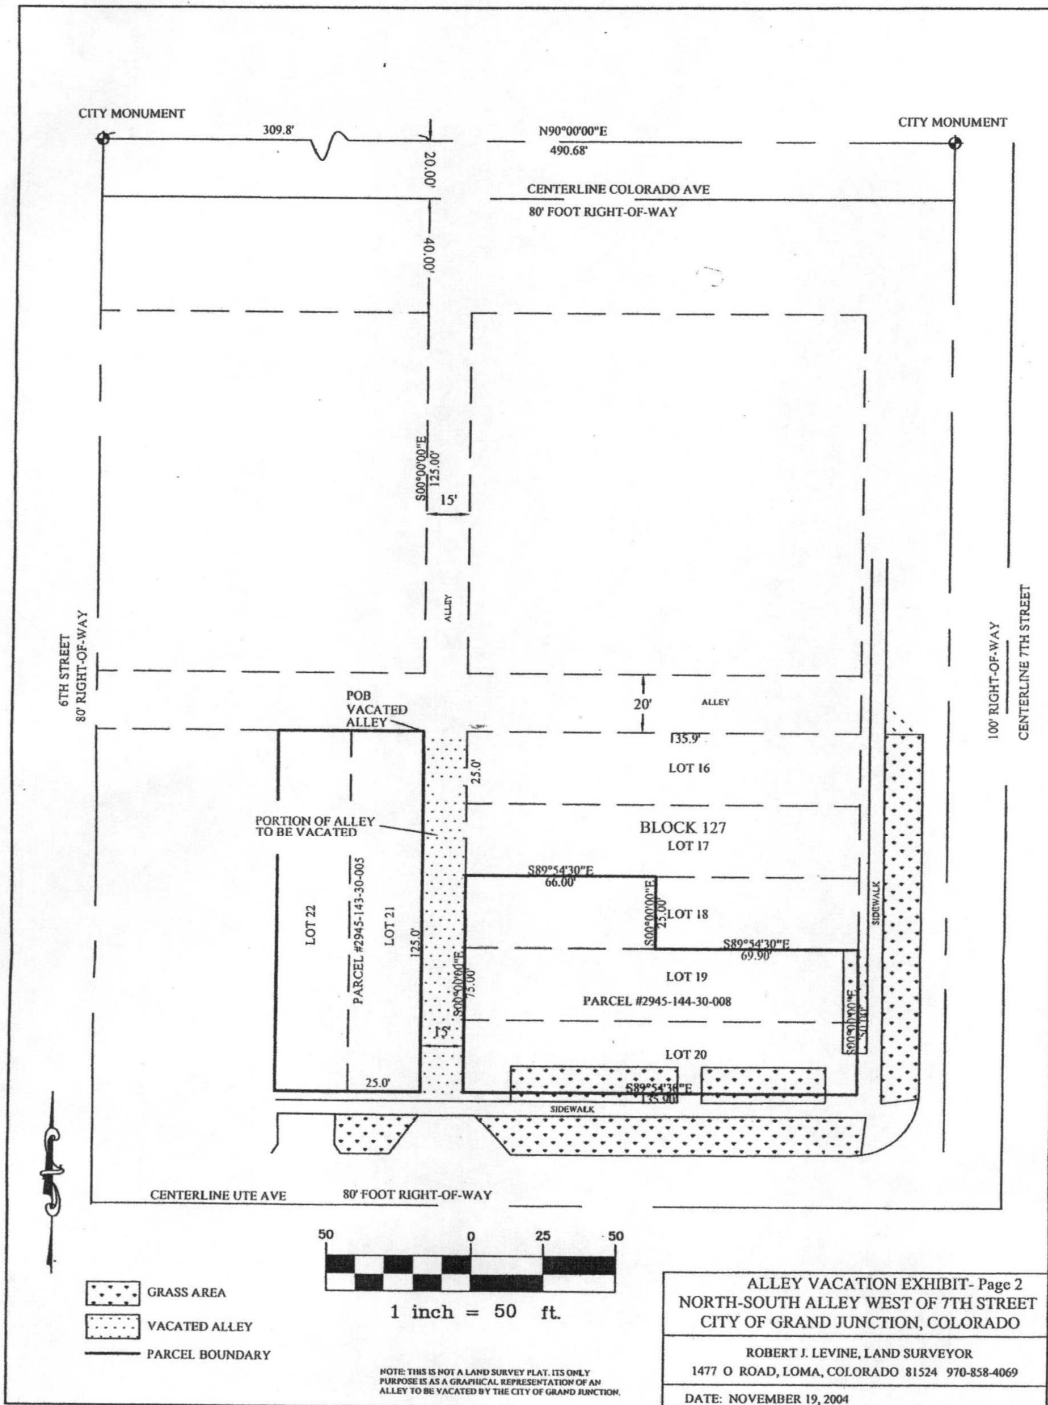 CITY MONUMENT
309.8'
N90°00'00"E
490.68'
CITY MONUMENT
20.00'
CENTERLINE COLORADO AVE
80' FOOT RIGHT-OF-WAY
40.00'
S00°00'00"E
125.00'
15'
ALLEY
6TH STREET
80' RIGHT-OF-WAY
100' RIGHT-OF-WAY
CENTERLINE 7TH STREET
POB
VACATED
ALLEY
20'
ALLEY
135.9'
25.0'
LOT 16
PORTION OF ALLEY
TO BE VACATED
BLOCK 127
LOT 17
S89°54'30"E
66.00'
LOT 22
PARCEL #2945-143-30-005
LOT 21
125.0'
S00°00'00"E
25.00'
LOT 18
SIDEWALK
S89°54'30"E
69.90'
S00°00'00"E
75.00'
LOT 19
PARCEL #2945-144-30-008
S00°00'00"E
50.00'
15'
LOT 20
25.0'
S89°54'30"E
135.90'
SIDEWALK
CENTERLINE UTE AVE
80' FOOT RIGHT-OF-WAY
50 0 25 50
1 inch = 50 ft.
GRASS AREA
VACATED ALLEY
PARCEL BOUNDARY
NOTE: THIS IS NOT A LAND SURVEY PLAT. ITS ONLY
PURPOSE IS AS A GRAPHICAL REPRESENTATION OF AN
ALLEY TO BE VACATED BY THE CITY OF GRAND JUNCTION.
ALLEY VACATION EXHIBIT- Page 2
NORTH-SOUTH ALLEY WEST OF 7TH STREET
CITY OF GRAND JUNCTION, COLORADO
ROBERT J. LEVINE, LAND SURVEYOR
1477 O ROAD, LOMA, COLORADO 81524 970-858-4069
DATE: NOVEMBER 19, 2004